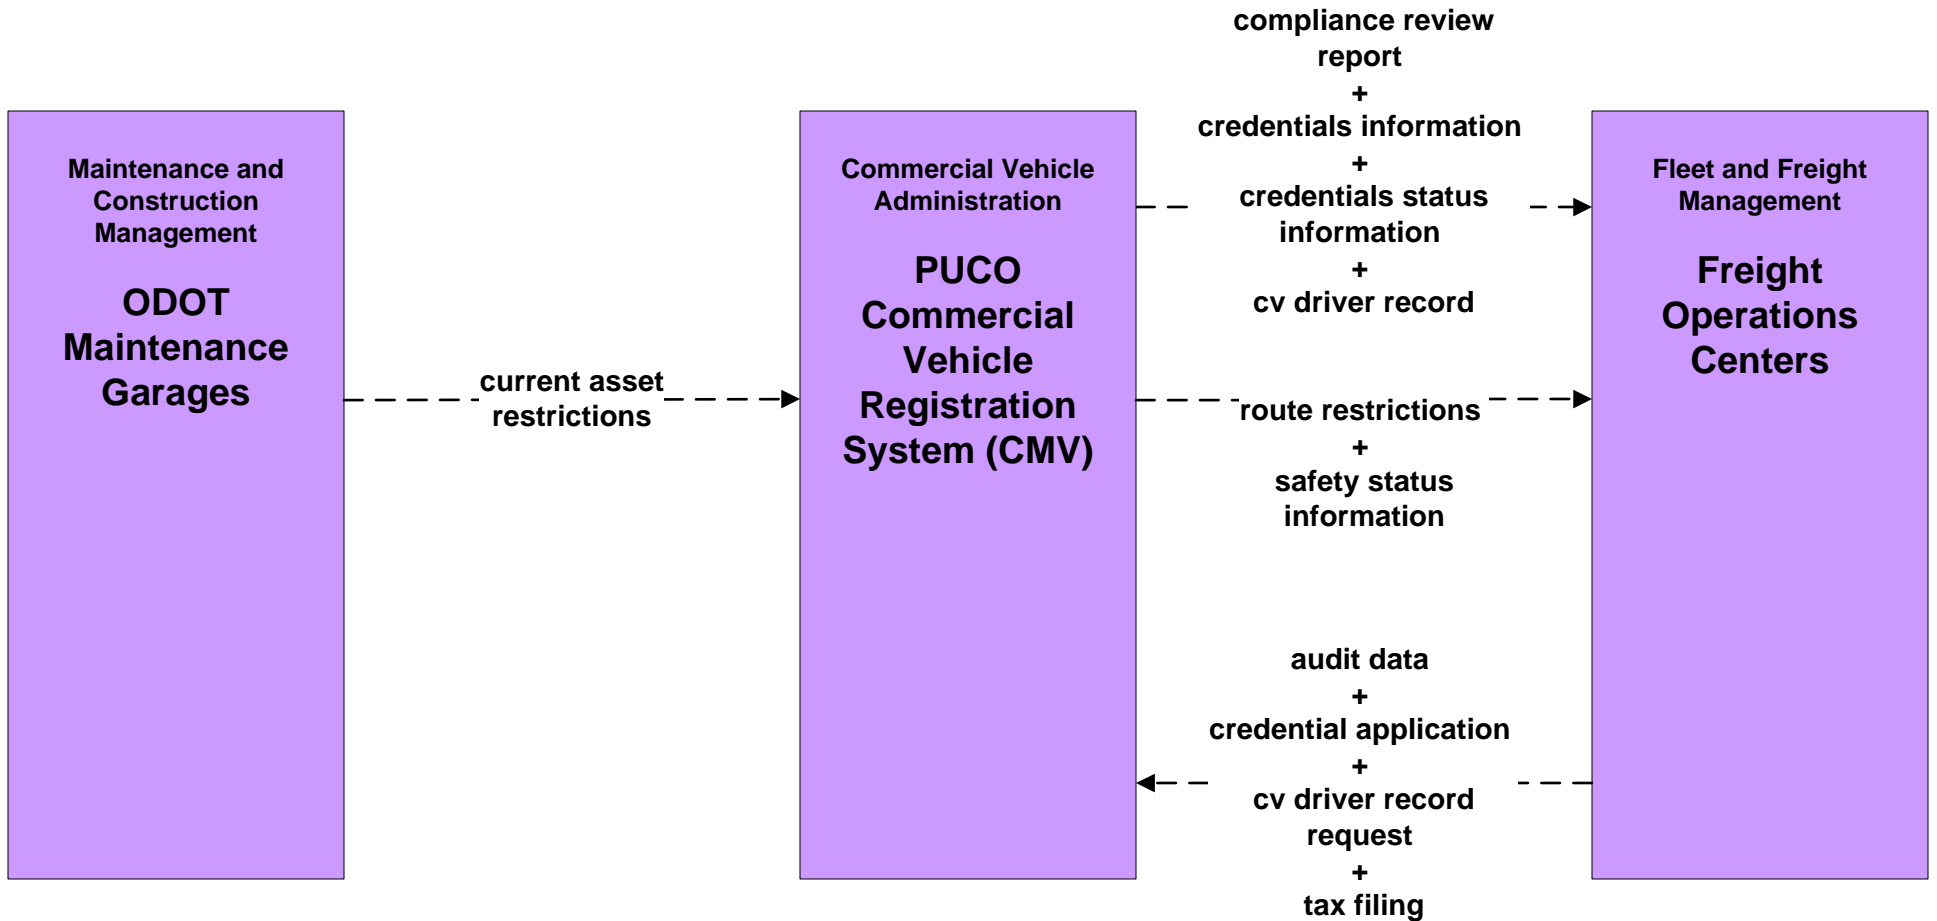 Maintenance and
Construction
Management
ODOT
Maintenance
Garages
current asset
restrictions
Commercial Vehicle
Administration
PUCO
Commercial
Vehicle
Registration
System (CMV)
compliance review
report
+
credentials information
+
credentials status
information
+
cv driver record
route restrictions
+
safety status
information
audit data
+
credential application
+
cv driver record
request
+
tax filing
Fleet and Freight
Management
Freight
Operations
Centers